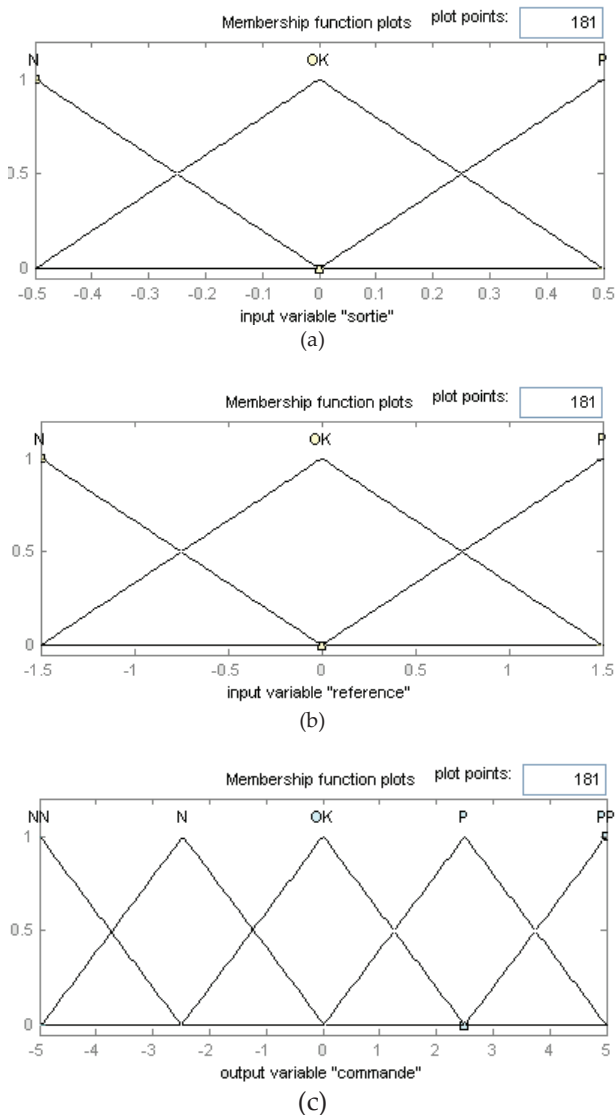 Membership function plots plot points: 181
N OK P
1
0.5
0
-0.5 -0.4 -0.3 -0.2 -0.1 0 0.1 0.2 0.3 0.4 0.5
input variable "sortie"
(a)
Membership function plots plot points: 181
N OK P
1
0.5
0
-1.5 -1 -0.5 0 0.5 1 1.5
input variable "reference"
(b)
Membership function plots plot points: 181
NN N OK P PP
1
0.5
0
-5 -4 -3 -2 -1 0 1 2 3 4 5
output variable "commande"
(c)